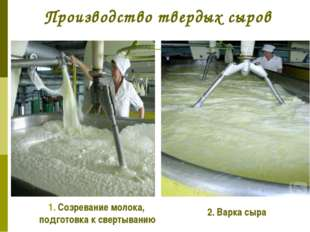 Производство твердых сыров
1. Созревание молока,
подготовка к свертыванию
2. Варка сыра